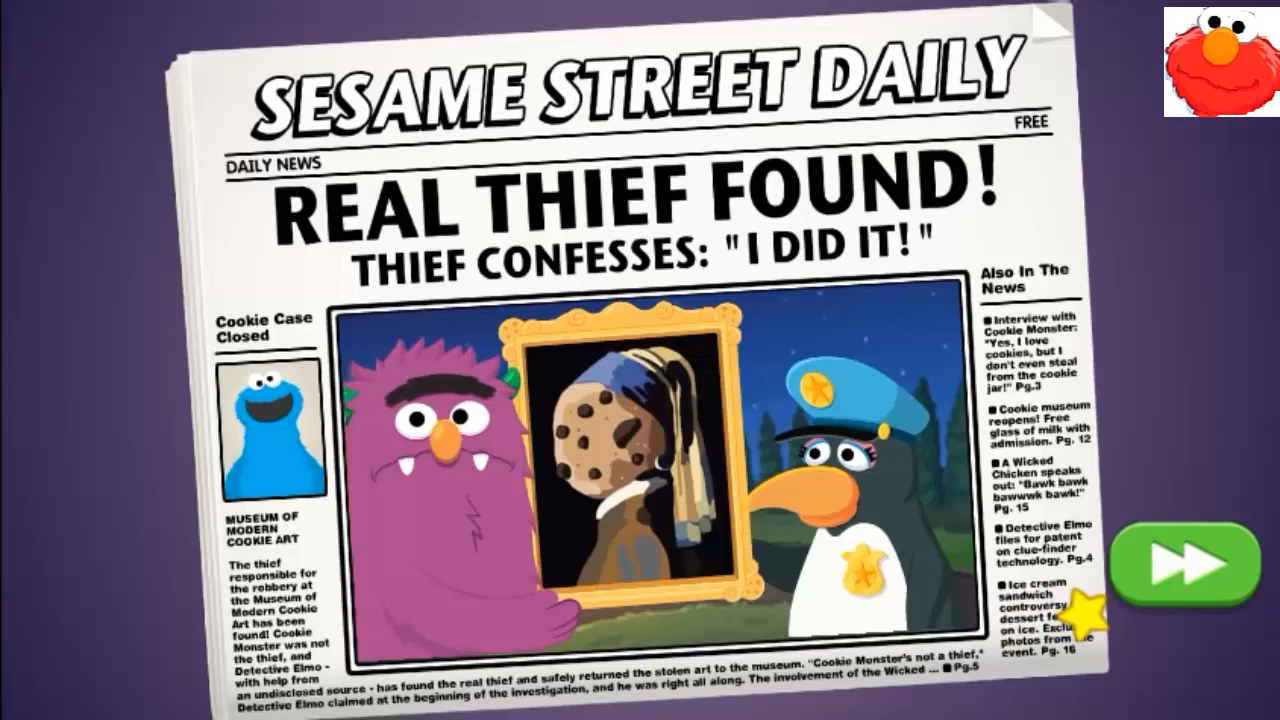 SESAME STREET DAILY
DAILY NEWS
FREE
REAL THIEF FOUND!
THIEF CONFESSES: "I DID IT!"
Cookie Case
Closed
MUSEUM OF
MODERN
COOKIE ART
The thief
responsible for
the robbery at
the Museum of
Modern Cookie
Art has been
found! Cookie
Monster was not
the thief, and
Detective Elmo -
with help from
an undisclosed source - has found the real thief and safely returned the stolen art to the museum. "Cookie Monster's not a thief,"
Detective Elmo claimed at the beginning of the investigation, and he was right all along. The involvement of the Wicked ... ■ Pg.5
Also In The
News
■ Interview with
Cookie Monster:
"Yes, I love
cookies, but I
don't even steal
from the cookie
jar!" Pg.3
■ Cookie museum
reopens! Free
glass of milk with
admission. Pg. 12
■ A Wicked
Chicken speaks
out: "Bawk bawk
bawwwk bawk!"
Pg. 15
■ Detective Elmo
files for patent
on clue-finder
technology. Pg.4
■ Ice cream
sandwich
controversy
dessert
on ice.
photos from
event. Pg. 16